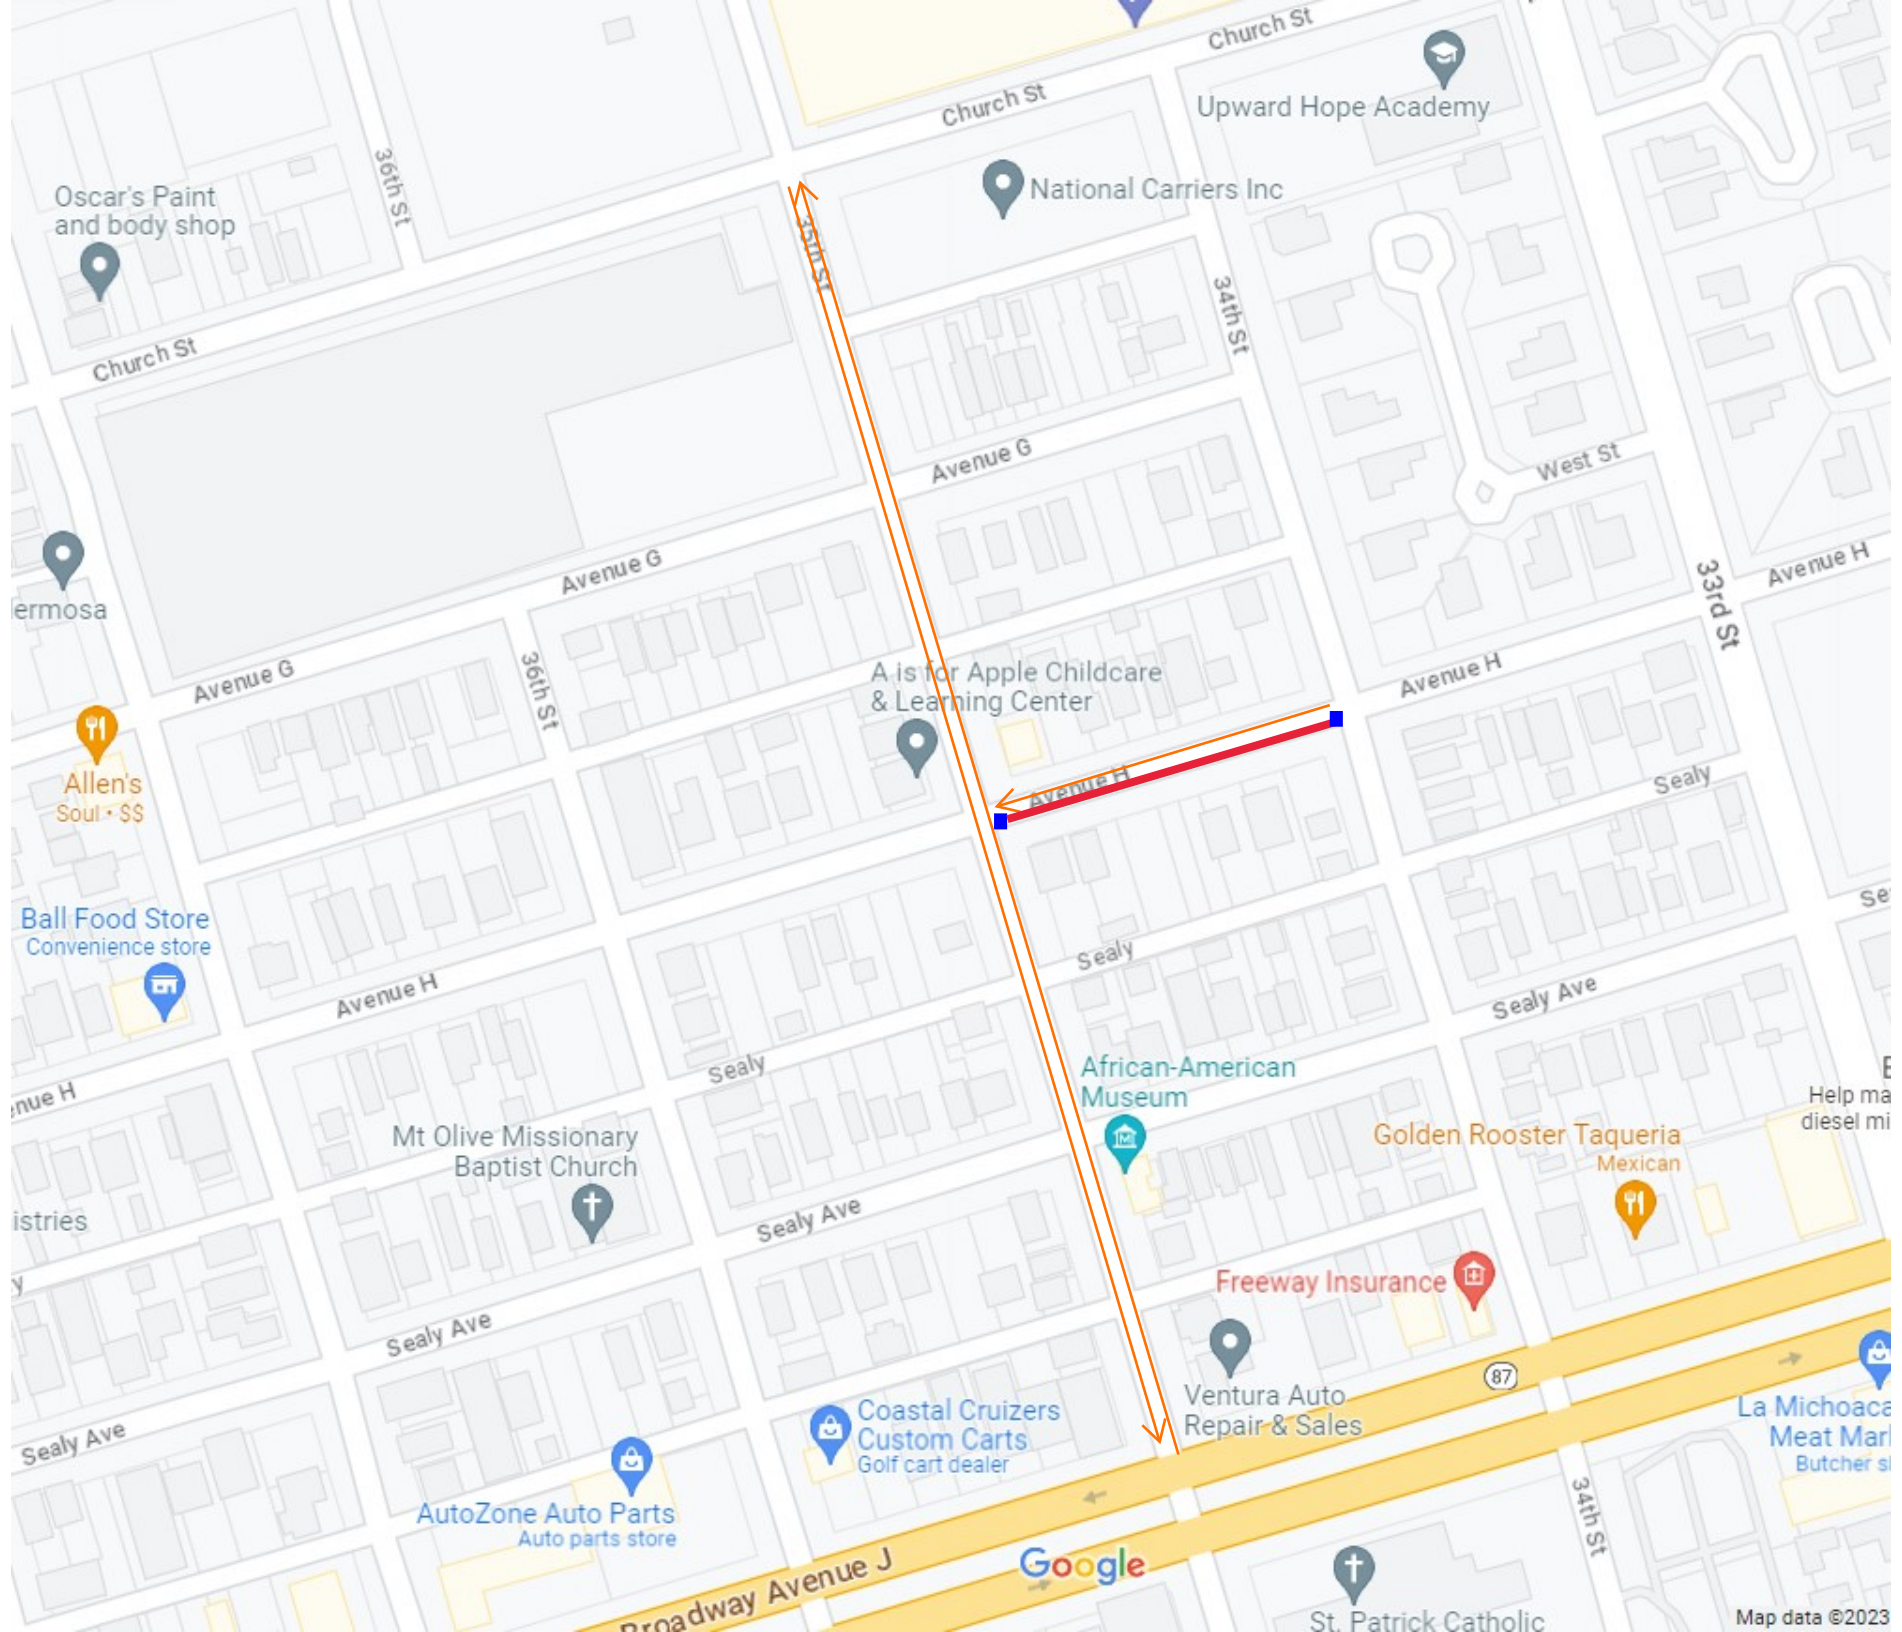 Church St
Church St
Upward Hope Academy
36th St
National Carriers Inc
Oscar's Paint
and body shop
35th St
34th St
Church St
Avenue G
West St
Avenue G
Avenue H
33rd St
ermosa
Avenue G
36th St
A is for Apple Childcare
& Learning Center
Avenue H
Avenue H
Sealy
Allen's
Soul • $$
Ball Food Store
Convenience store
Se
Sealy
Avenue H
Sealy Ave
Sealy
African-American
Museum
enue H
Help ma
diesel mi
Mt Olive Missionary
Baptist Church
Golden Rooster Taqueria
Mexican
istries
Sealy Ave
y
Freeway Insurance
Sealy Ave
87
Ventura Auto
Repair & Sales
Coastal Cruizers
Custom Carts
Golf cart dealer
La Michoaca
Meat Mar
Butcher s
Sealy Ave
AutoZone Auto Parts
Auto parts store
34th St
Broadway Avenue J
Google
St. Patrick Catholic
Map data ©2023